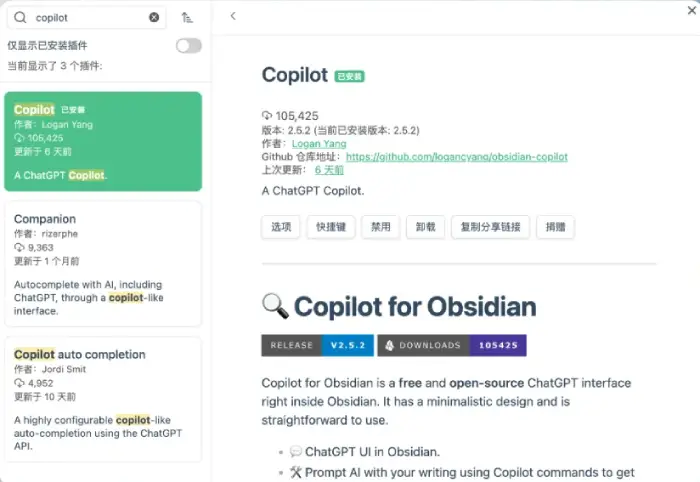 copilot
仅显示已安装插件
当前显示了 3 个插件:
Copilot 已安装
作者: Logan Yang
105,425
更新于 6 天前
A ChatGPT Copilot.
Companion
作者: rizerphe
9,363
更新于 1 个月前
Autocomplete with AI, including
ChatGPT, through a copilot-like
interface.
Copilot auto completion
作者: Jordi Smit
4,952
更新于 10 天前
A highly configurable copilot-like
auto-completion using the ChatGPT
API.
Copilot 已安装
105,425
版本: 2.5.2 (当前已安装版本: 2.5.2)
作者: Logan Yang
Github 仓库地址: https://github.com/logancyang/obsidian-copilot
上次更新: 6 天前
A ChatGPT Copilot.
选项 快捷键 禁用 卸载 复制分享链接 捐赠
🔍 Copilot for Obsidian
RELEASE V2.5.2 DOWNLOADS 105425
Copilot for Obsidian is a free and open-source ChatGPT interface
right inside Obsidian. It has a minimalistic design and is
straightforward to use.
• 💬 ChatGPT UI in Obsidian.
• 🛠 Prompt AI with your writing using Copilot commands to get